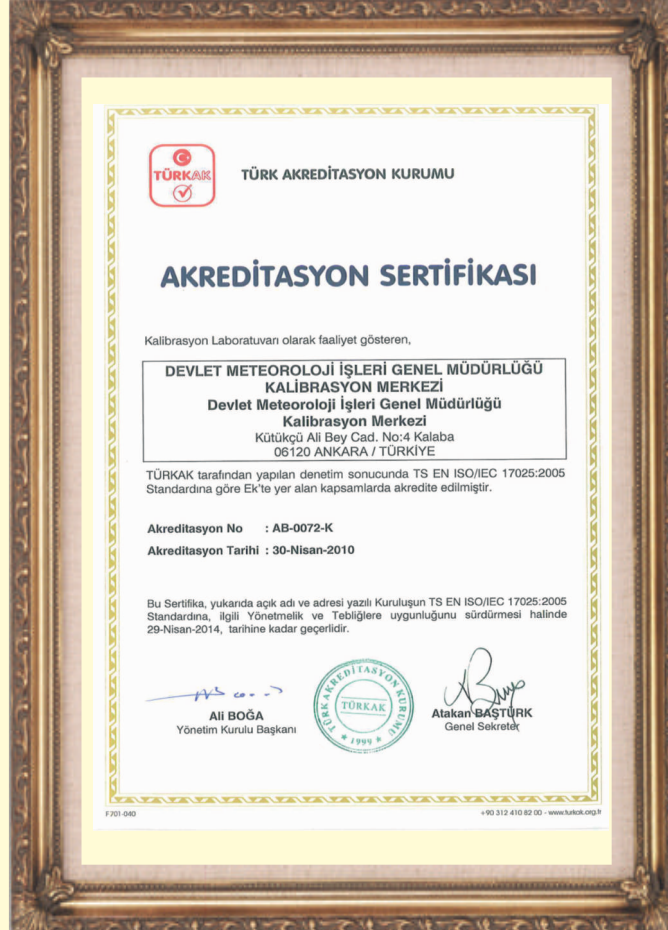 TÜRKAK
TÜRK AKREDİTASYON KURUMU
AKREDİTASYON SERTİFİKASI
Kalibrasyon Laboratuvarı olarak faaliyet gösteren,
DEVLET METEOROLOJİ İŞLERİ GENEL MÜDÜRLÜĞÜ
KALİBRASYON MERKEZİ
Devlet Meteoroloji İşleri Genel Müdürlüğü
Kalibrasyon Merkezi
Kütükçü Ali Bey Cad. No:4 Kalaba
06120 ANKARA / TÜRKİYE
TÜRKAK tarafından yapılan denetim sonucunda TS EN ISO/IEC 17025:2005
Standardına göre Ek'te yer alan kapsamlarda akredite edilmiştir.
Akreditasyon No : AB-0072-K
Akreditasyon Tarihi : 30-Nisan-2010
Bu Sertifika, yukarıda açık adı ve adresi yazılı Kuruluşun TS EN ISO/IEC 17025:2005
Standardına, ilgili Yönetmelik ve Tebliğlere uygunluğunu sürdürmesi halinde
29-Nisan-2014, tarihine kadar geçerlidir.
Ali BOĞA
Yönetim Kurulu Başkanı
TÜRK AKREDİTASYON KURUMU
TÜRKAK
* 1999 *
Atakan BAŞTÜRK
Genel Sekreter
F701-040
+90 312 410 82 00 - www.turkak.org.tr